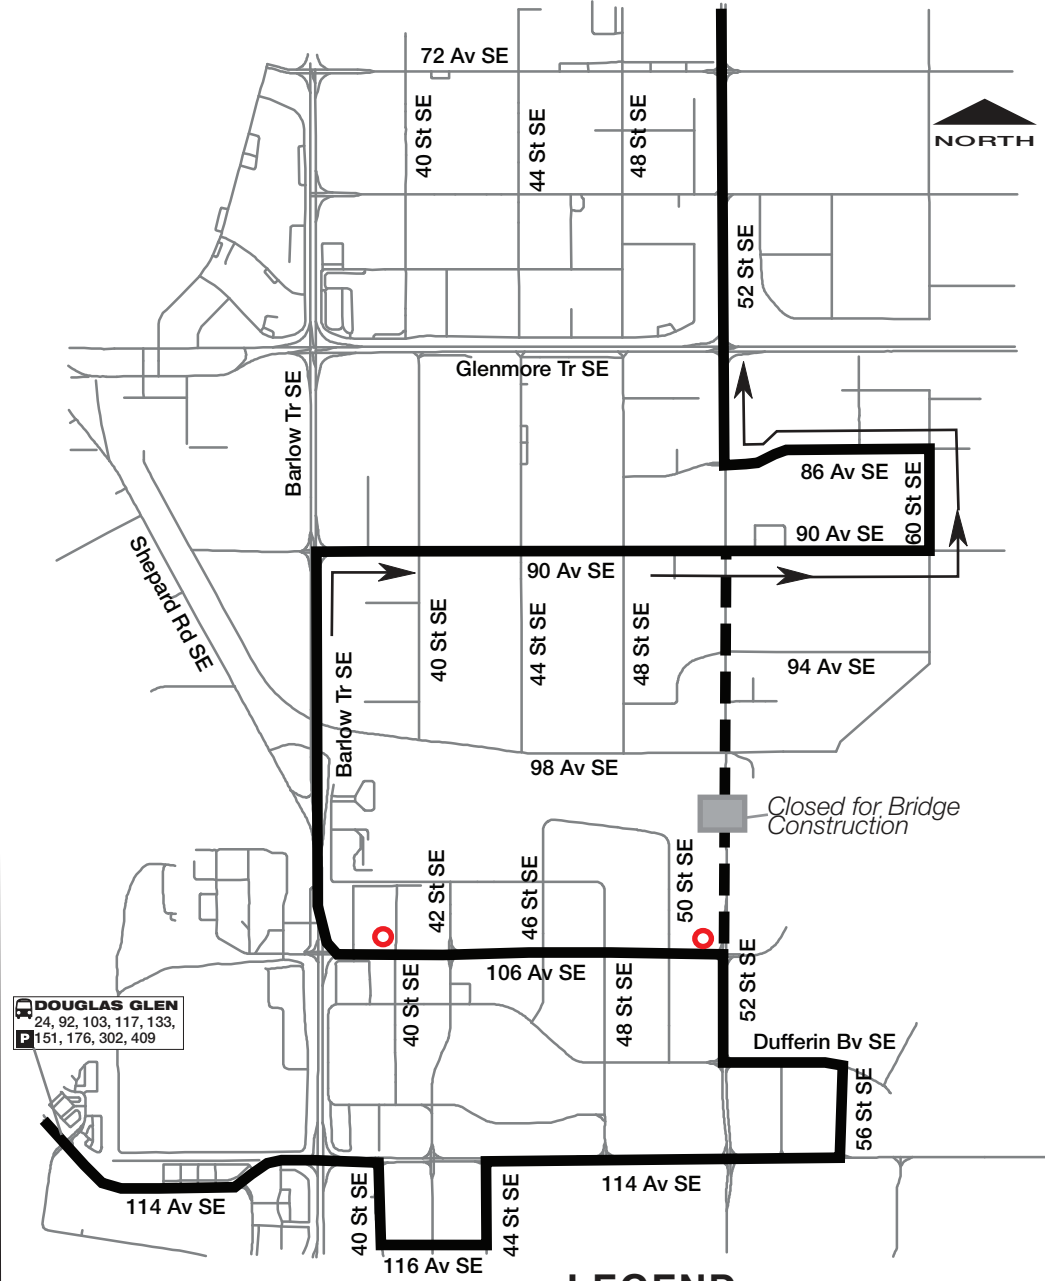 72 Av SE
40 St SE
44 St SE
48 St SE
NORTH
52 St SE
Glenmore Tr SE
Barlow Tr SE
86 Av SE
60 St SE
90 Av SE
90 Av SE
Shepard Rd SE
40 St SE
44 St SE
48 St SE
94 Av SE
Barlow Tr SE
98 Av SE
Closed for Bridge
Construction
42 St SE
46 St SE
50 St SE
106 Av SE
52 St SE
40 St SE
48 St SE
DOUGLAS GLEN
24, 92, 103, 117, 133,
P 151, 176, 302, 409
Dufferin Bv SE
56 St SE
114 Av SE
114 Av SE
40 St SE
44 St SE
116 Av SE
LEGEND